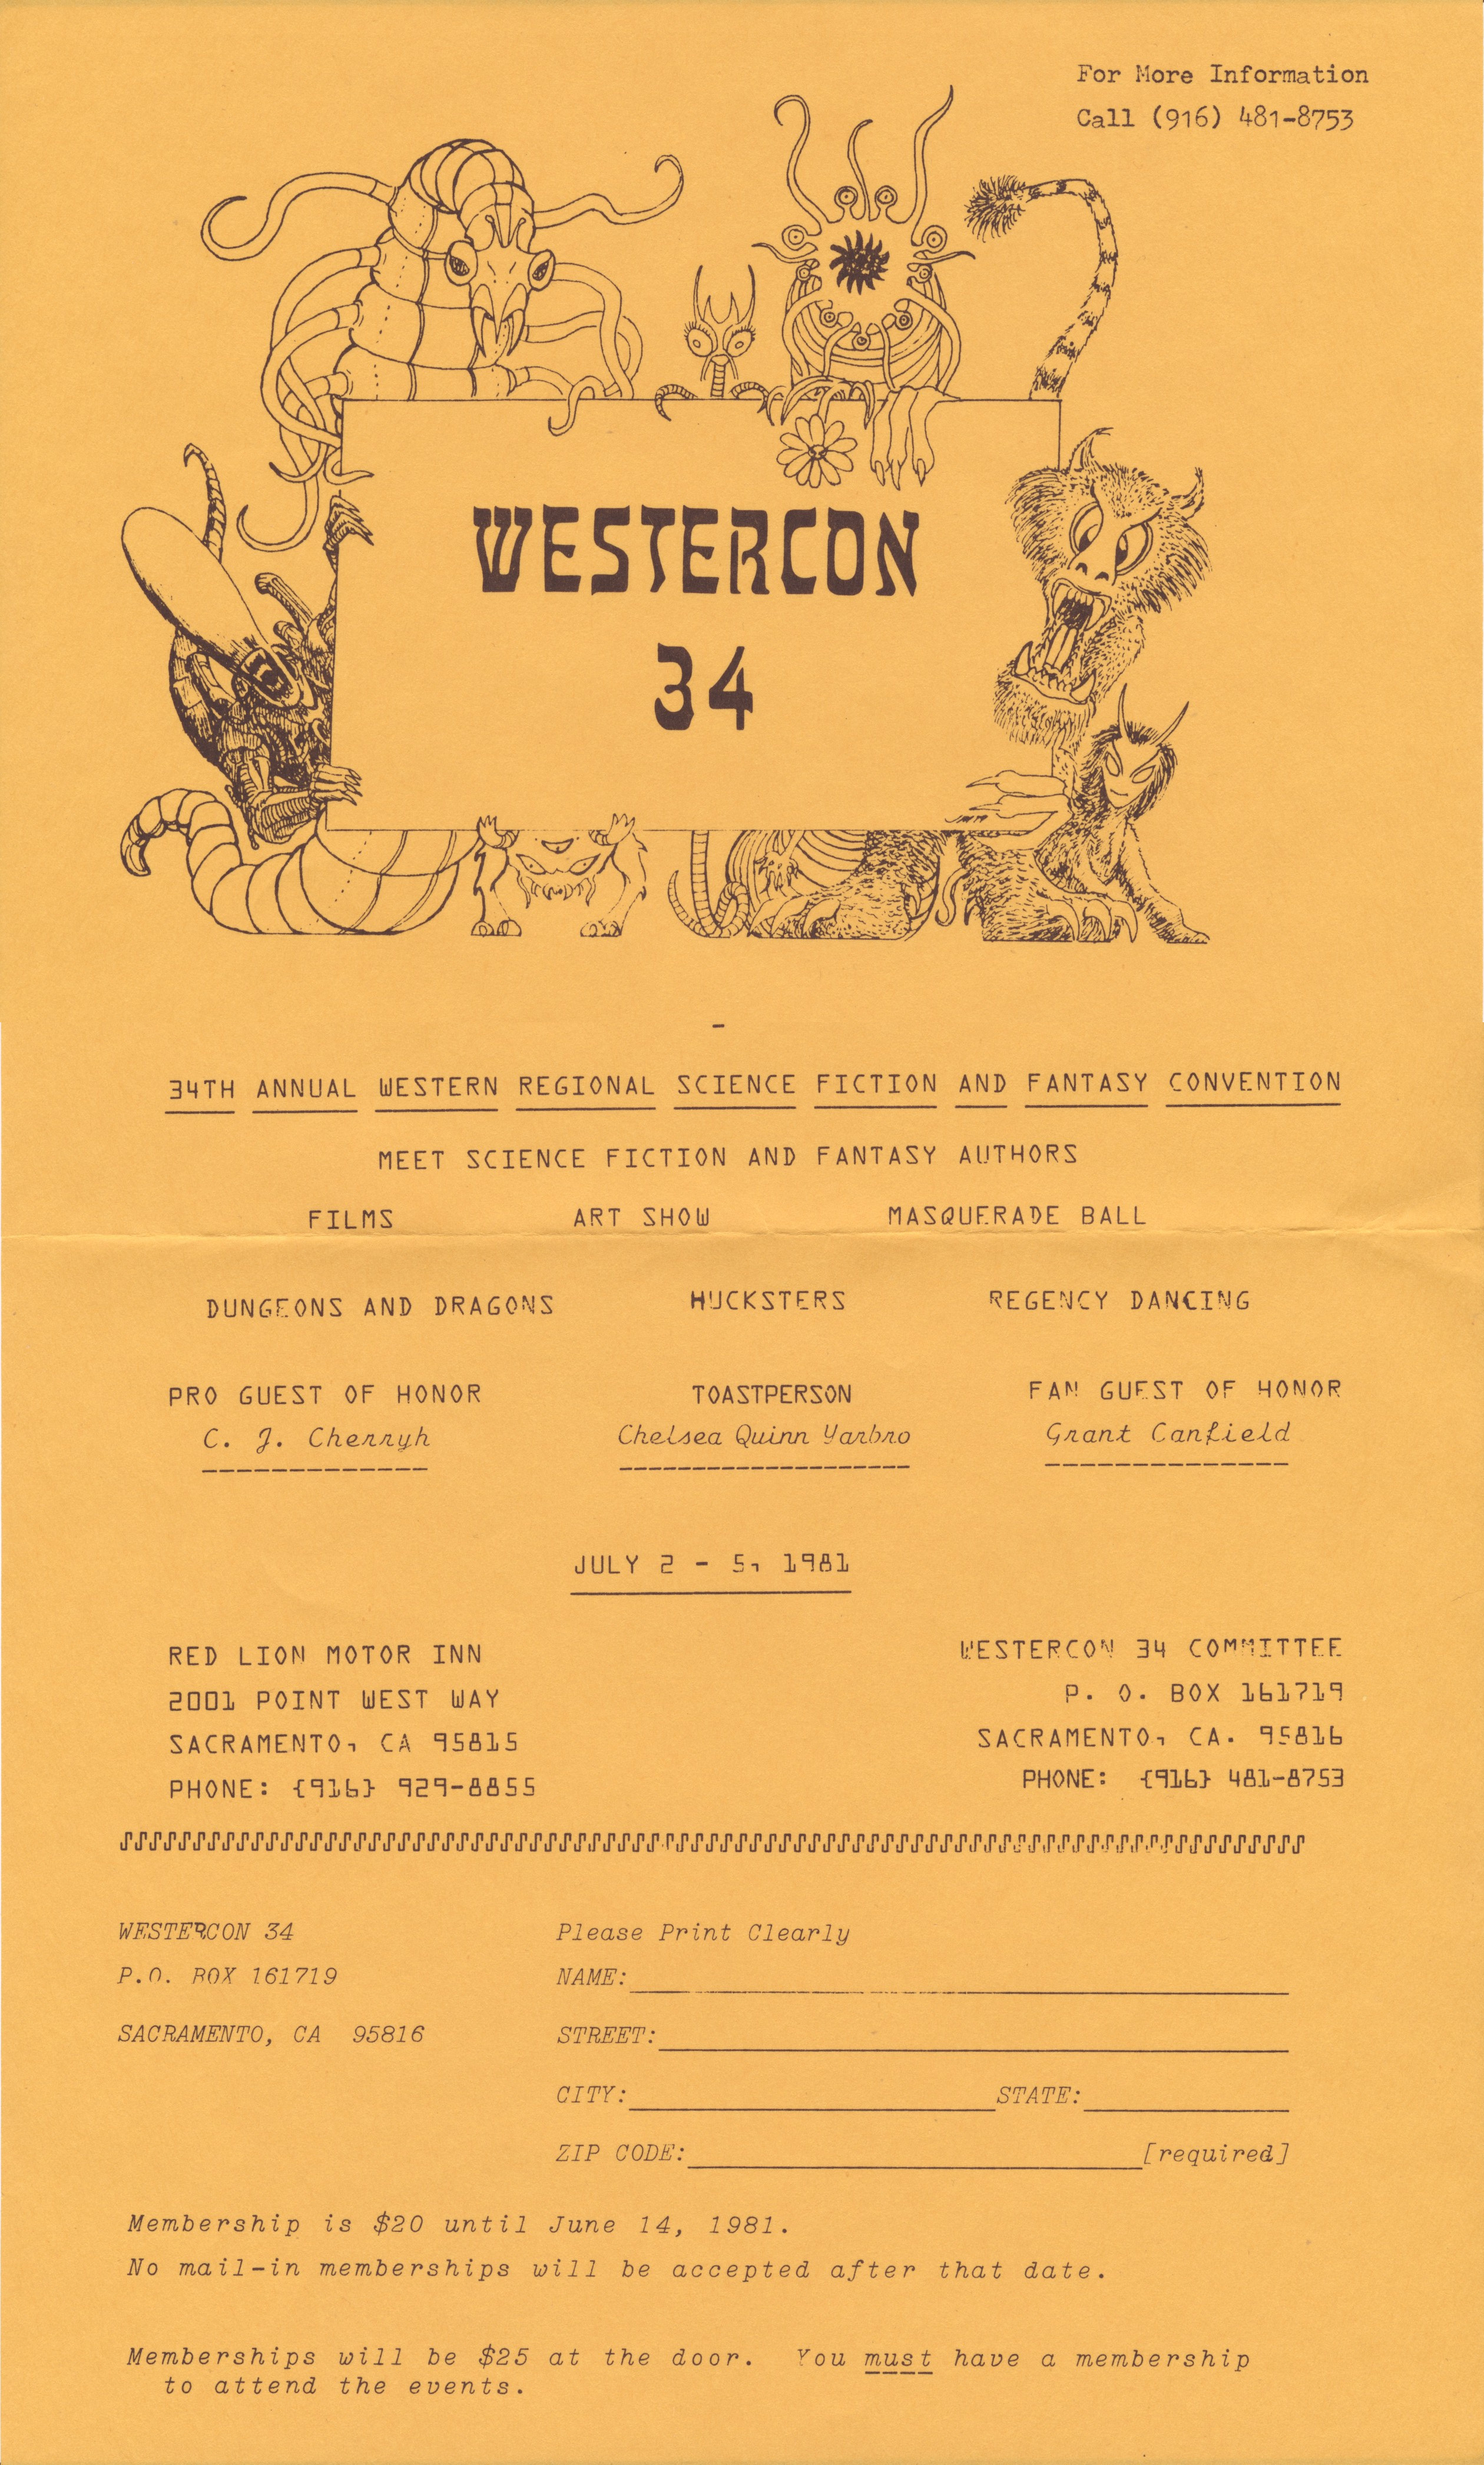 For More Information
Call (916) 481-8753
WESTERCON
34
-
34TH ANNUAL WESTERN REGIONAL SCIENCE FICTION AND FANTASY CONVENTION
MEET SCIENCE FICTION AND FANTASY AUTHORS
FILMS ART SHOW MASQUERADE BALL
DUNGEONS AND DRAGONS HUCKSTERS REGENCY DANCING
PRO GUEST OF HONOR TOASTPERSON FAN GUEST OF HONOR
C. J. Cherryh Chelsea Quinn Yarbro Grant Canfield
JULY 2 - 5, 1981
RED LION MOTOR INN
2001 POINT WEST WAY
SACRAMENTO, CA 95815
PHONE: {916} 929-8855
WESTERCON 34 COMMITTEE
P. O. BOX 161719
SACRAMENTO, CA. 95816
PHONE: {916} 481-8753
WESTERCON 34
P.O. BOX 161719
SACRAMENTO, CA 95816
Please Print Clearly
NAME:
STREET:
CITY: STATE:
ZIP CODE: [required]
Membership is $20 until June 14, 1981.
No mail-in memberships will be accepted after that date.
Memberships will be $25 at the door. You must have a membership
to attend the events.